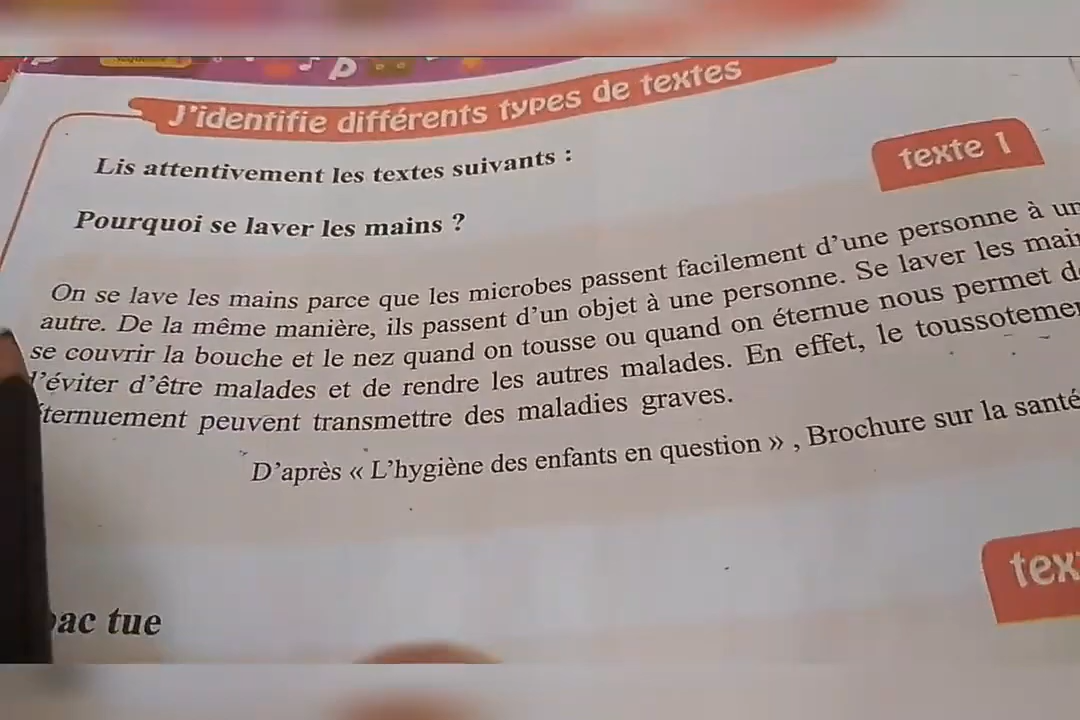 J'identifie différents types de textes
Lis attentivement les textes suivants :
texte 1
Pourquoi se laver les mains ?
On se lave les mains parce que les microbes passent facilement d'une personne à un
autre. De la même manière, ils passent d'un objet à une personne. Se laver les main
se couvrir la bouche et le nez quand on tousse ou quand on éternue nous permet d
l'éviter d'être malades et de rendre les autres malades. En effet, le toussoteme
ternuement peuvent transmettre des maladies graves.
D'après « L'hygiène des enfants en question » , Brochure sur la santé
tex
ac tue